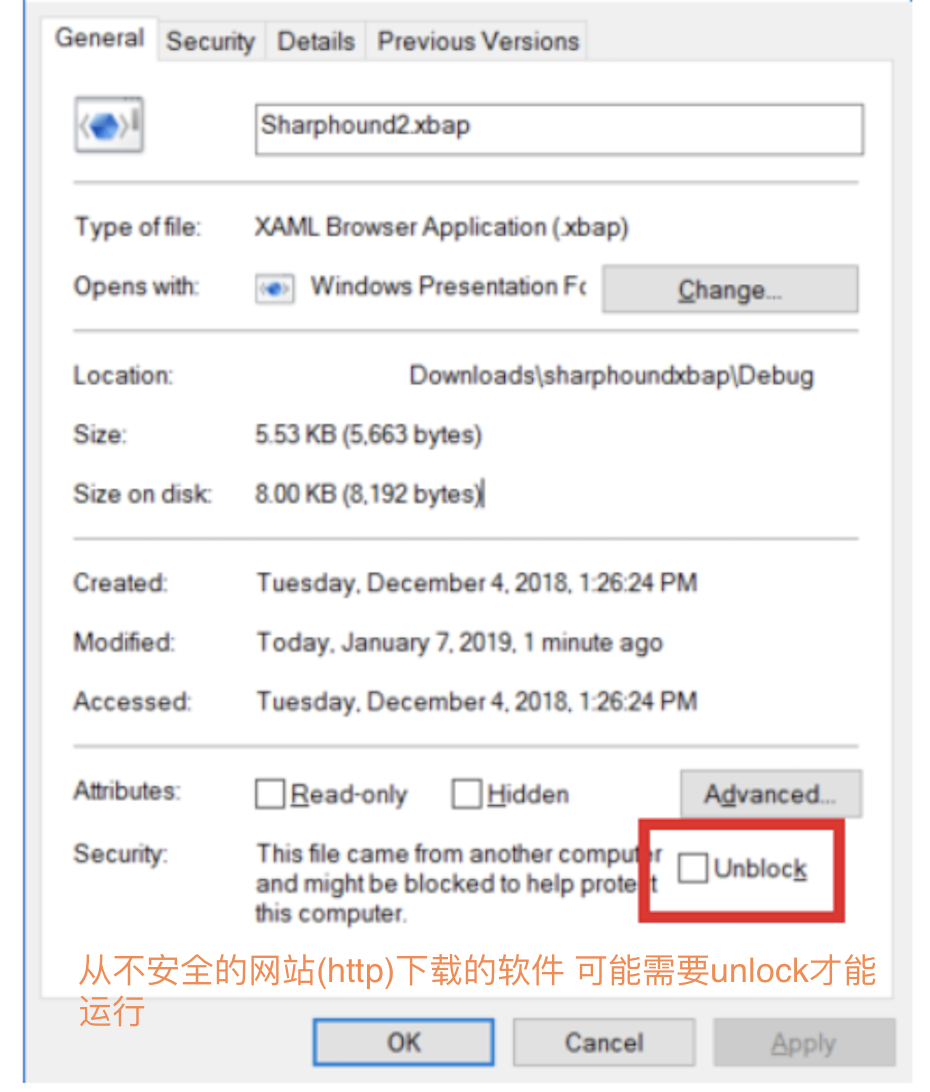 General Security Details Previous Versions
Sharphound2.xbap
Type of file: XAML Browser Application (.xbap)
Opens with: Windows Presentation Fo Change...
Location: Downloads\sharphoundxbap\Debug
Size: 5.53 KB (5,663 bytes)
Size on disk: 8.00 KB (8,192 bytes)
Created: Tuesday, December 4, 2018, 1:26:24 PM
Modified: Today, January 7, 2019, 1 minute ago
Accessed: Tuesday, December 4, 2018, 1:26:24 PM
Attributes: Read-only Hidden Advanced...
Security: This file came from another computer
and might be blocked to help protect
this computer.
Unblock
从不安全的网站(http)下载的软件 可能需要unlock才能
运行
OK Cancel Apply